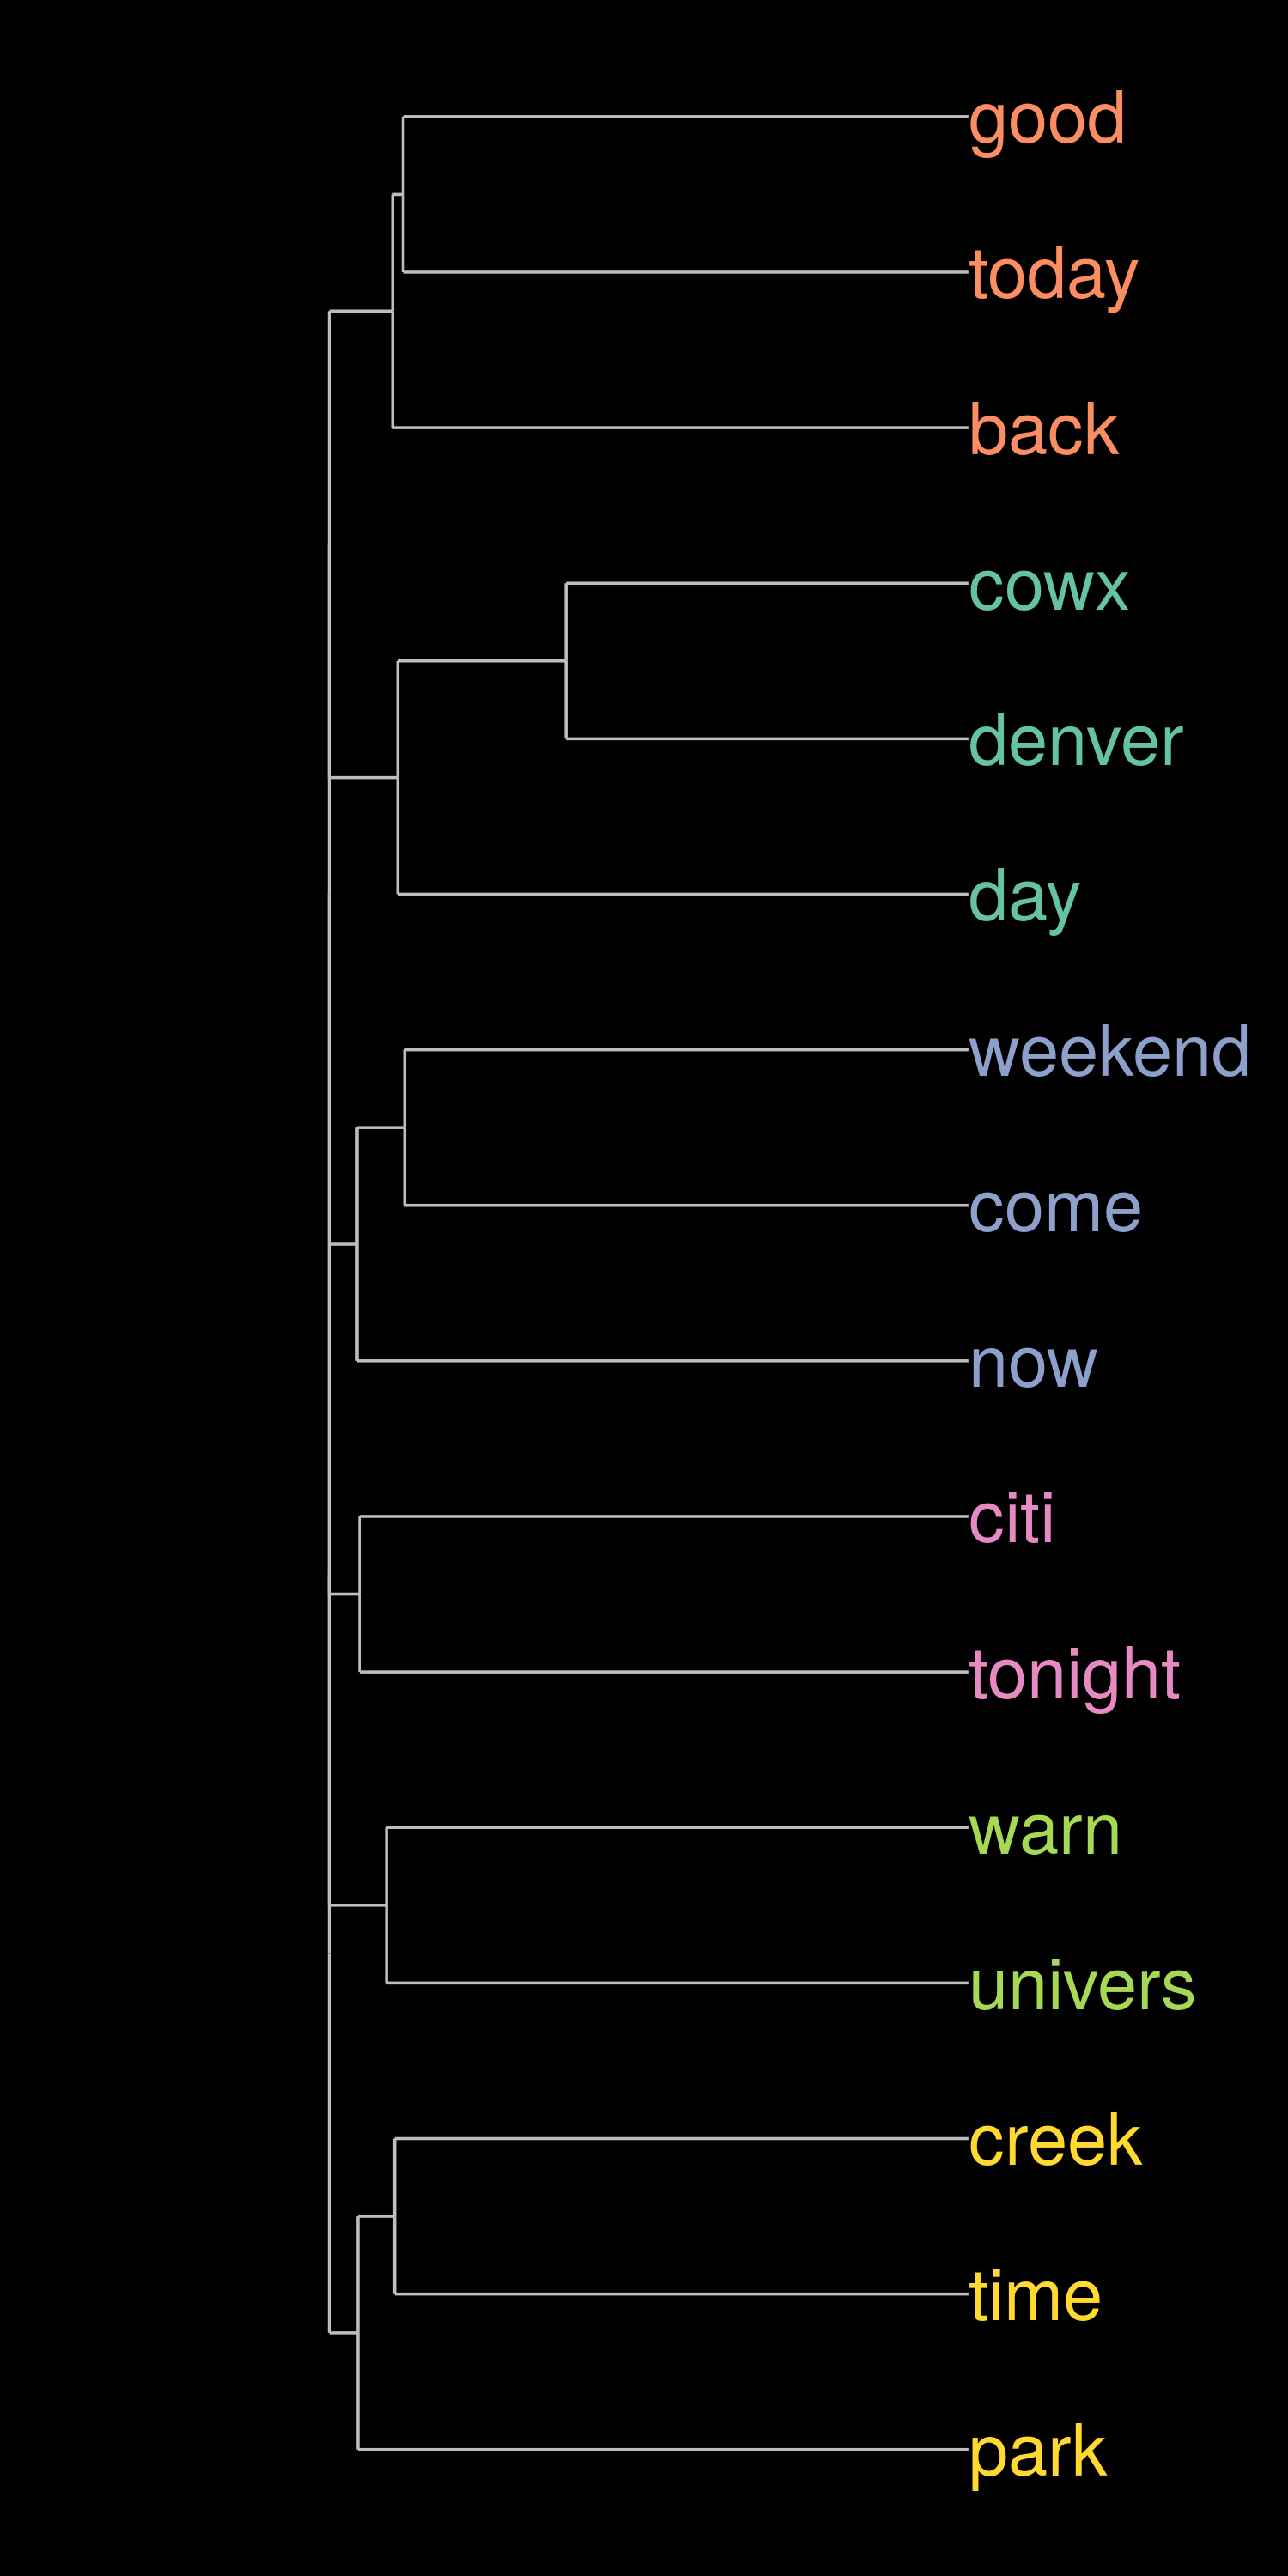 good
today
back
cowx
denver
day
weekend
come
now
citi
tonight
warn
univers
creek
time
park